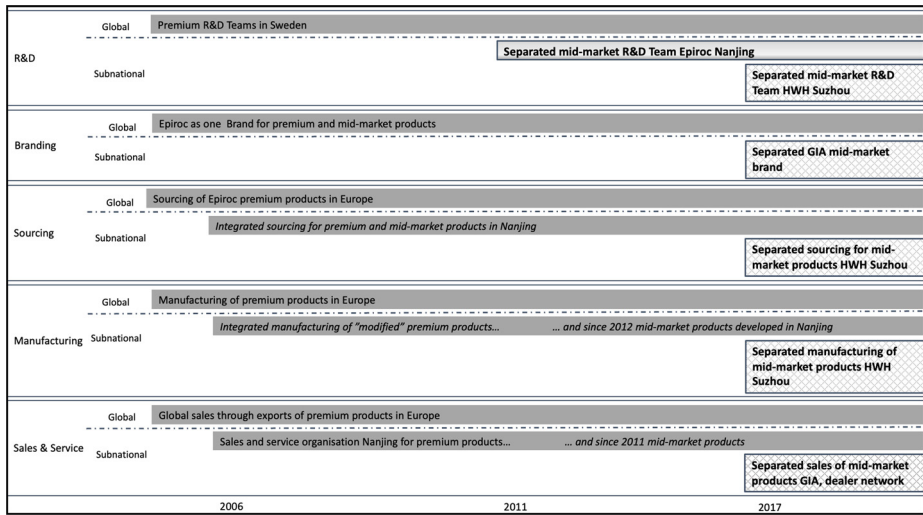 Global
Premium R&D Teams in Sweden
R&D
Separated mid-market R&D Team Epiroc Nanjing
Subnational
Separated mid-market R&D
Team HWH Suzhou
Global
Epiroc as one Brand for premium and mid-market products
Branding
Subnational
Separated GIA mid-market
brand
Global
Sourcing of Epiroc premium products in Europe
Sourcing
Subnational
Integrated sourcing for premium and mid-market products in Nanjing
Separated sourcing for mid-
market products HWH Suzhou
Global
Manufacturing of premium products in Europe
Manufacturing
Subnational
Integrated manufacturing of ”modified” premium products… … and since 2012 mid-market products developed in Nanjing
Separated manufacturing of
mid-market products HWH
Suzhou
Global
Global sales through exports of premium products in Europe
Sales & Service
Subnational
Sales and service organisation Nanjing for premium products… … and since 2011 mid-market products
Separated sales of mid-market
products GIA, dealer network
2006 2011 2017